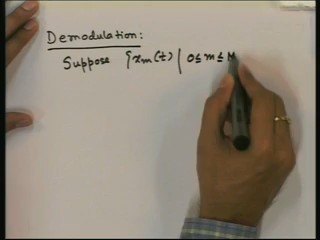 Demodulation:
Suppose {xm(t) | 0≤m≤M